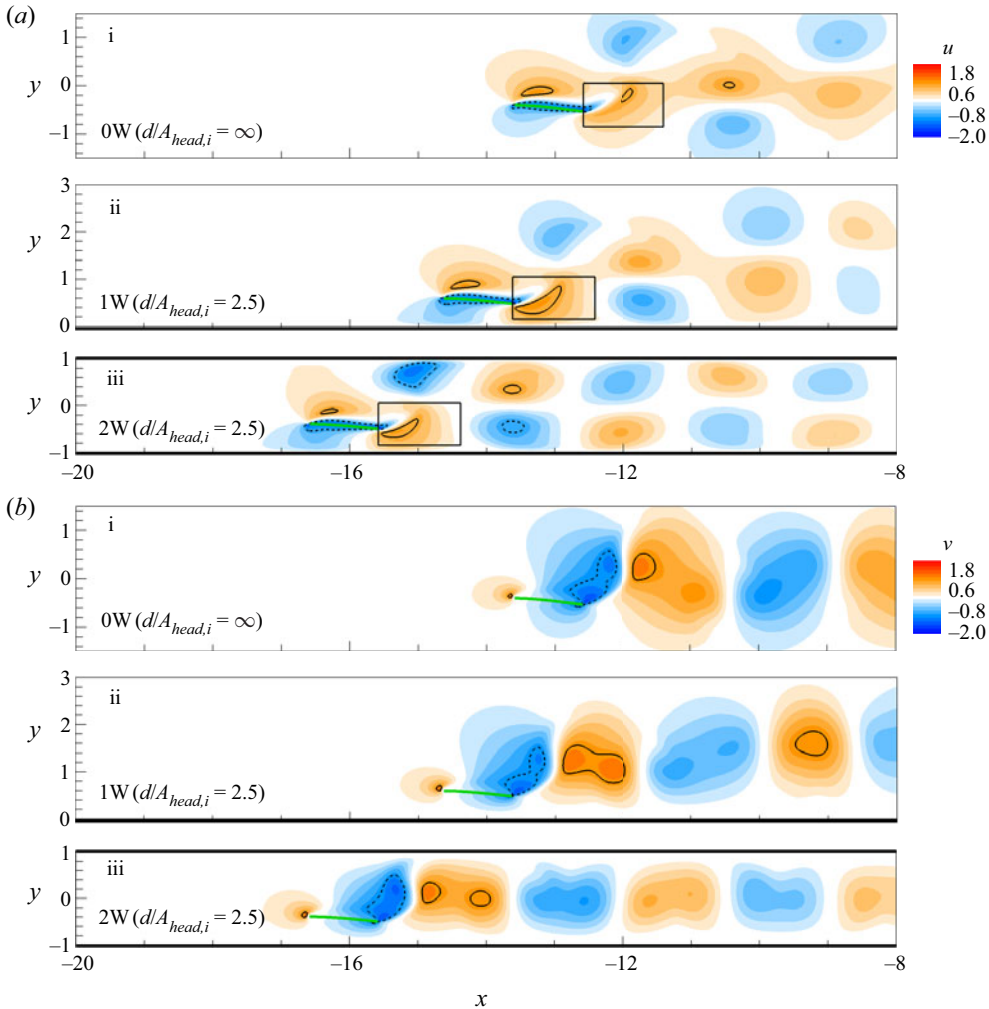 (a)
i
1
y
0
–1
0W (d/A_head,i = ∞)
u
1.8
0.6
–0.8
–2.0
ii
3
2
y
1
0
1W (d/A_head,i = 2.5)
iii
1
y
0
–1
2W (d/A_head,i = 2.5)
–20
–16
–12
–8
(b)
i
1
y
0
–1
0W (d/A_head,i = ∞)
v
1.8
0.6
–0.8
–2.0
ii
3
2
y
1
0
1W (d/A_head,i = 2.5)
iii
1
y
0
–1
2W (d/A_head,i = 2.5)
–20
–16
–12
–8
x